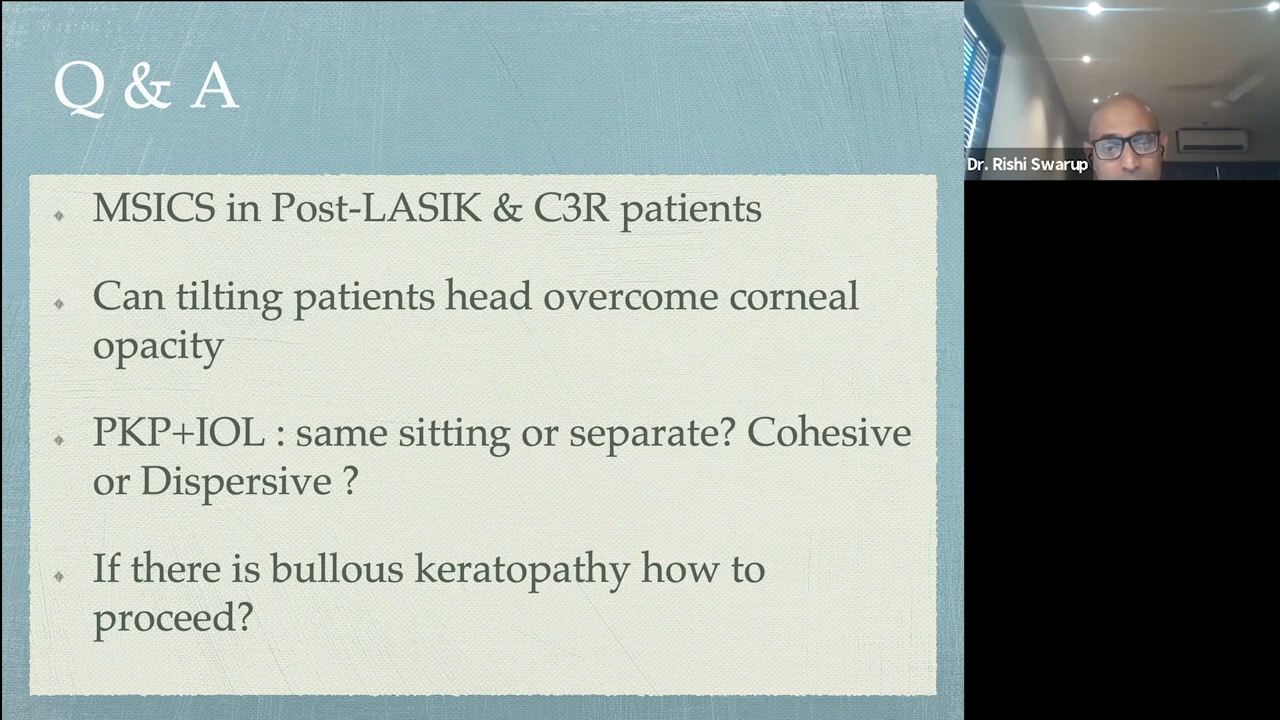 Q & A
MSICS in Post-LASIK & C3R patients
Can tilting patients head overcome corneal
opacity
PKP+IOL : same sitting or separate? Cohesive
or Dispersive ?
If there is bullous keratopathy how to
proceed?
Dr. Rishi Swarup